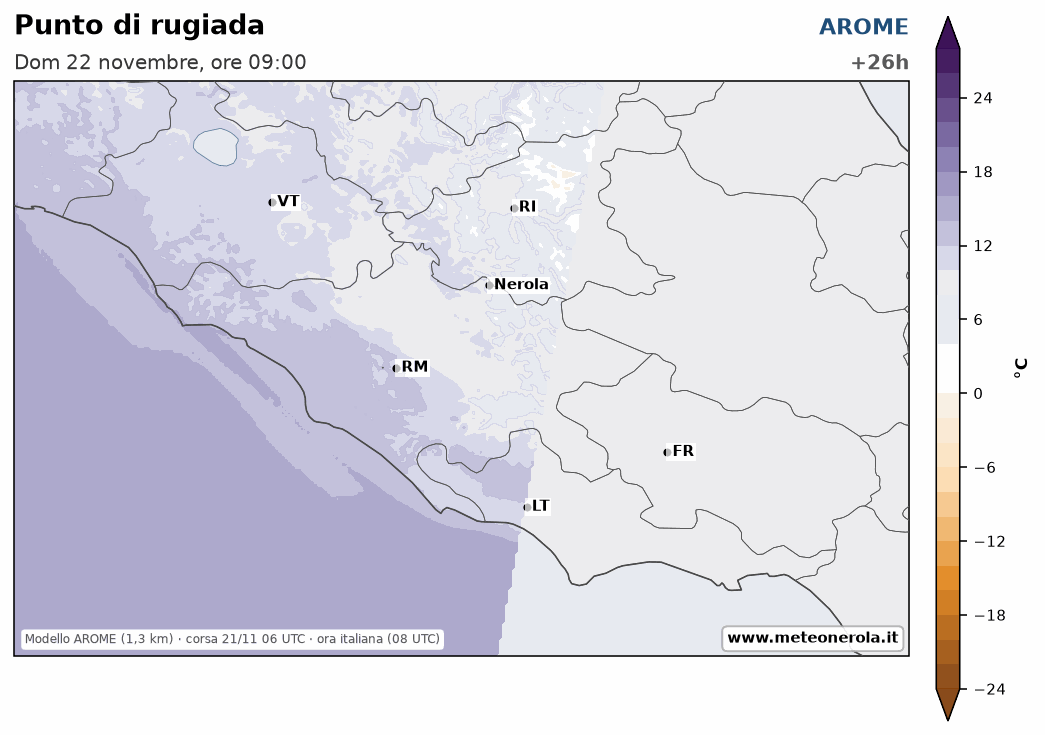 Punto di rugiada
AROME
Dom 22 novembre, ore 09:00
+26h
VT
RI
Nerola
RM
FR
LT
24
18
12
6
0
−6
−12
−18
−24
°C
Modello AROME (1,3 km) · corsa 21/11 06 UTC · ora italiana (08 UTC)
www.meteonerola.it